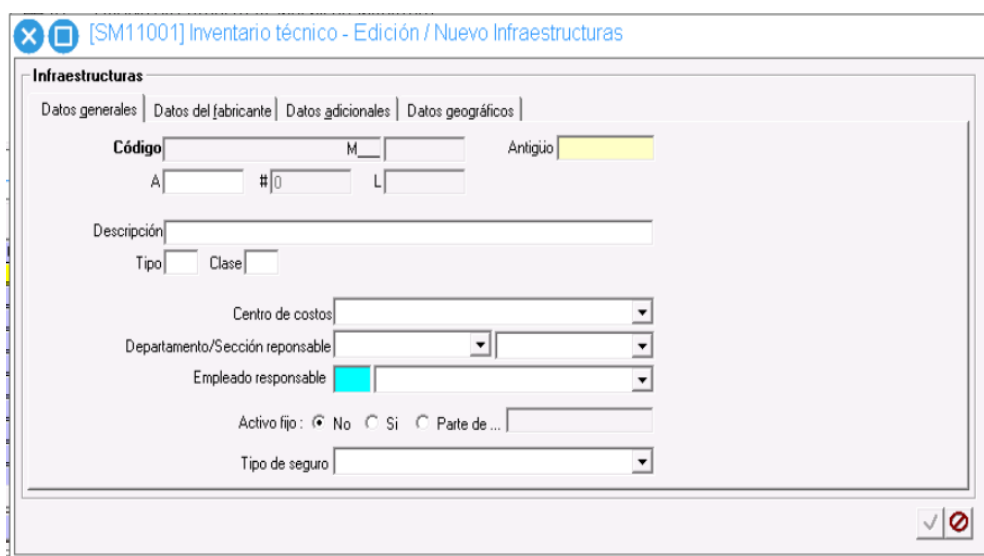 [SM11001] Inventario técnico - Edición / Nuevo Infraestructuras
Infraestructuras
Datos generales Datos del fabricante Datos adicionales Datos geográficos
Código M___ Antigüo
A # 0 L
Descripción
Tipo Clase
Centro de costos
Departamento/Sección reponsable
Empleado responsable
Activo fijo : No Si Parte de ...
Tipo de seguro